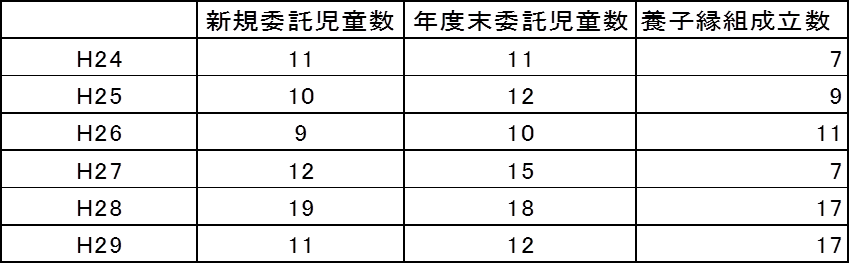 新規委託児童数 年度末委託児童数 養子縁組成立数
H24 11 11 7
H25 10 12 9
H26 9 10 11
H27 12 15 7
H28 19 18 17
H29 11 12 17